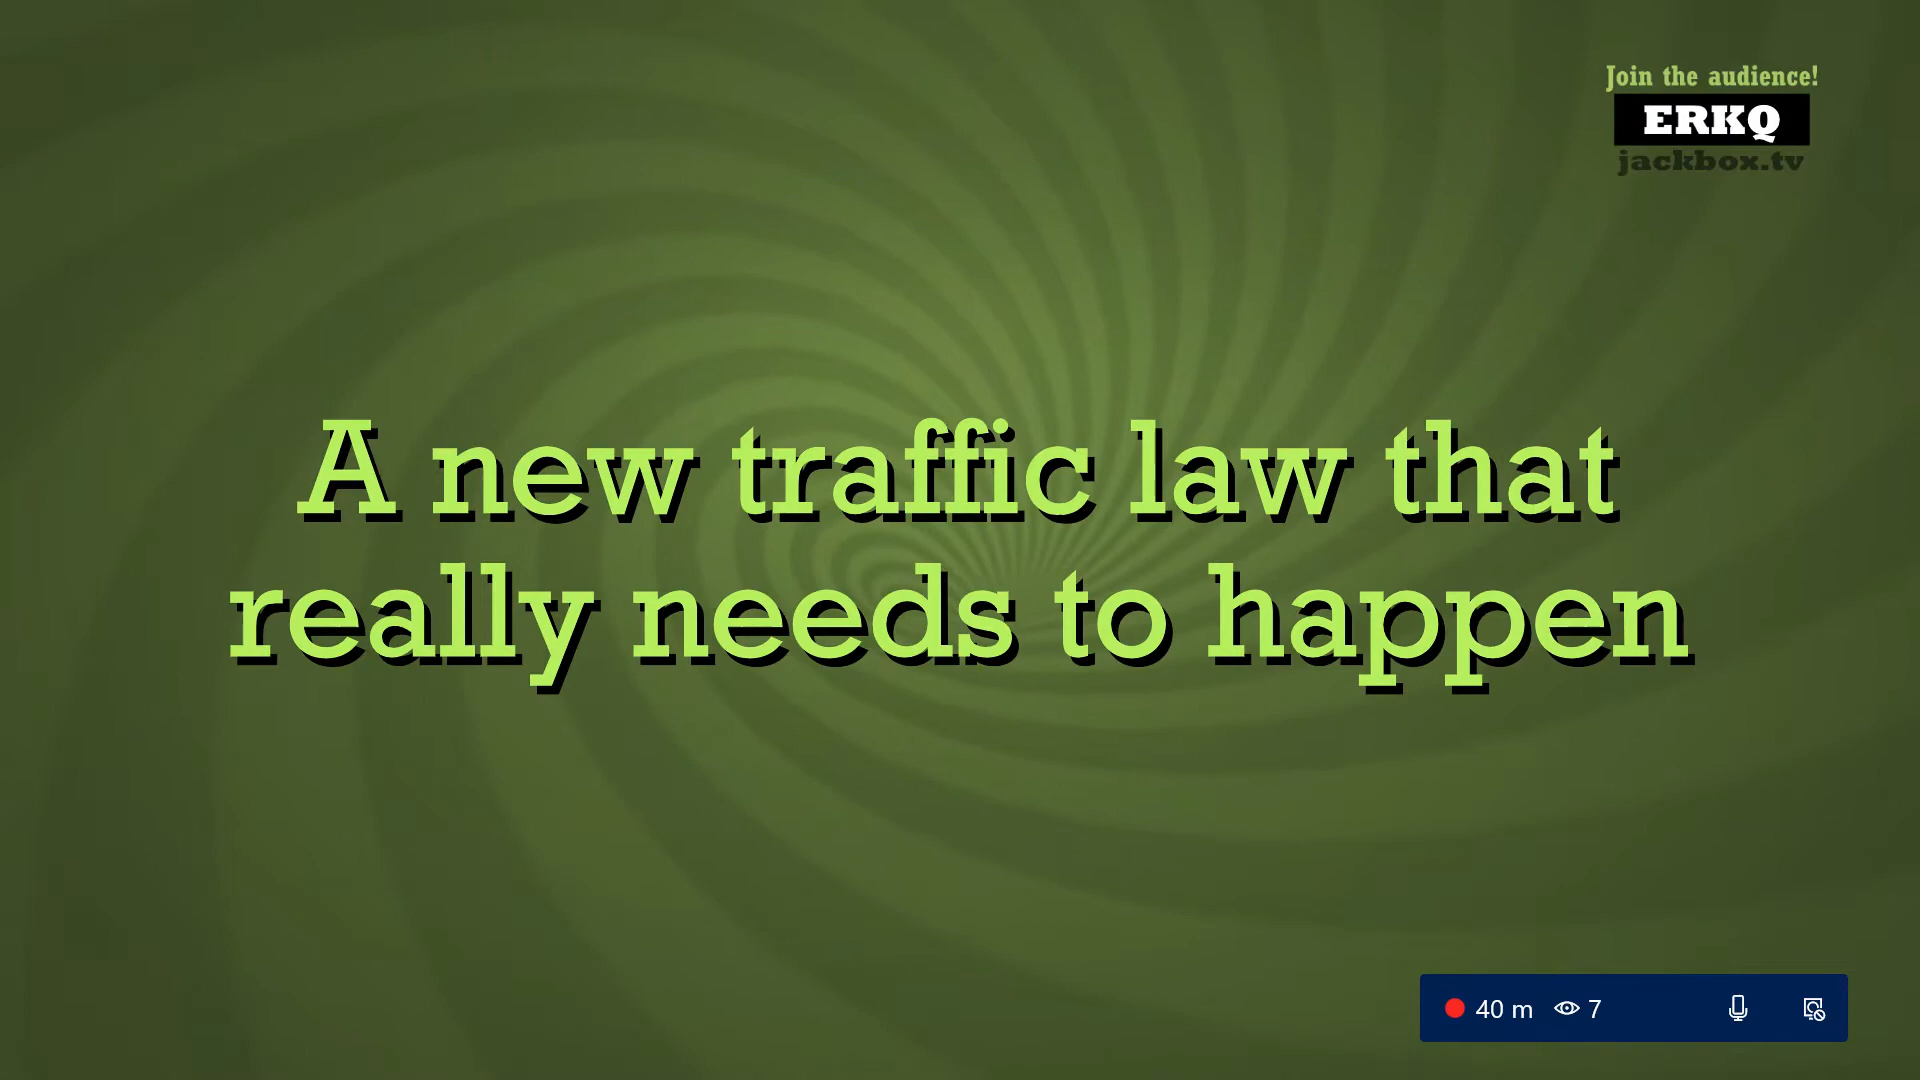 Join the audience!
ERKQ
jackbox.tv
A new traffic law that
really needs to happen
40 m 7